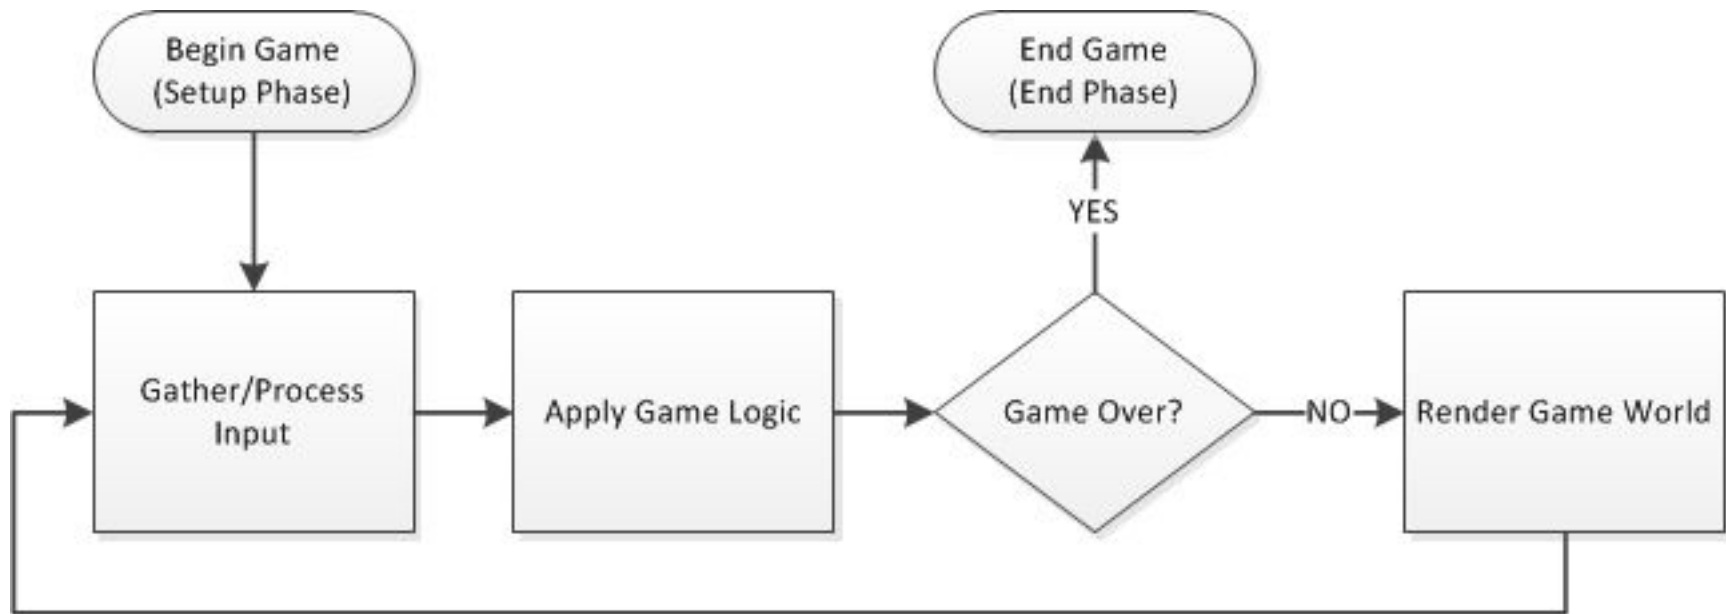 Begin Game
(Setup Phase)
End Game
(End Phase)
YES
Gather/Process
Input
Apply Game Logic
Game Over?
NO
Render Game World